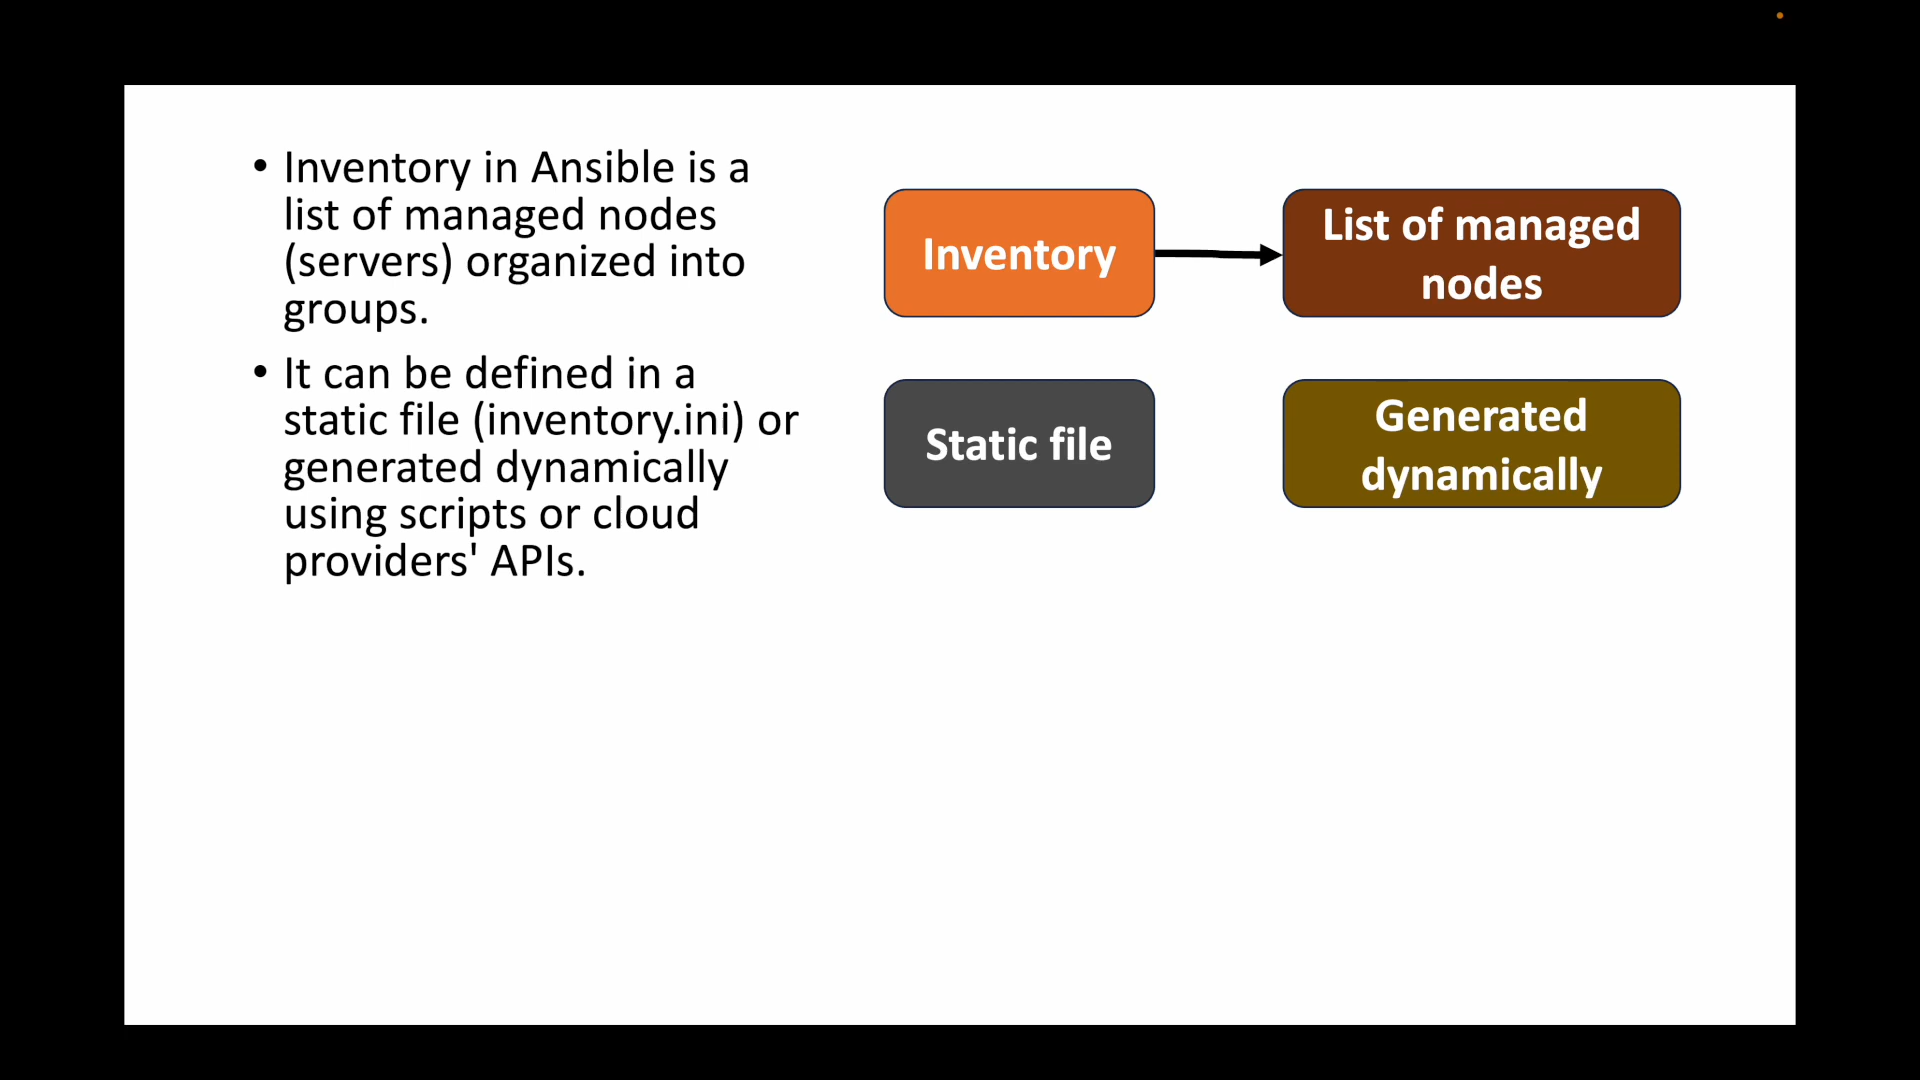 • Inventory in Ansible is a
list of managed nodes
(servers) organized into
groups.
• It can be defined in a
static file (inventory.ini) or
generated dynamically
using scripts or cloud
providers' APIs.
Inventory
List of managed
nodes
Static file
Generated
dynamically